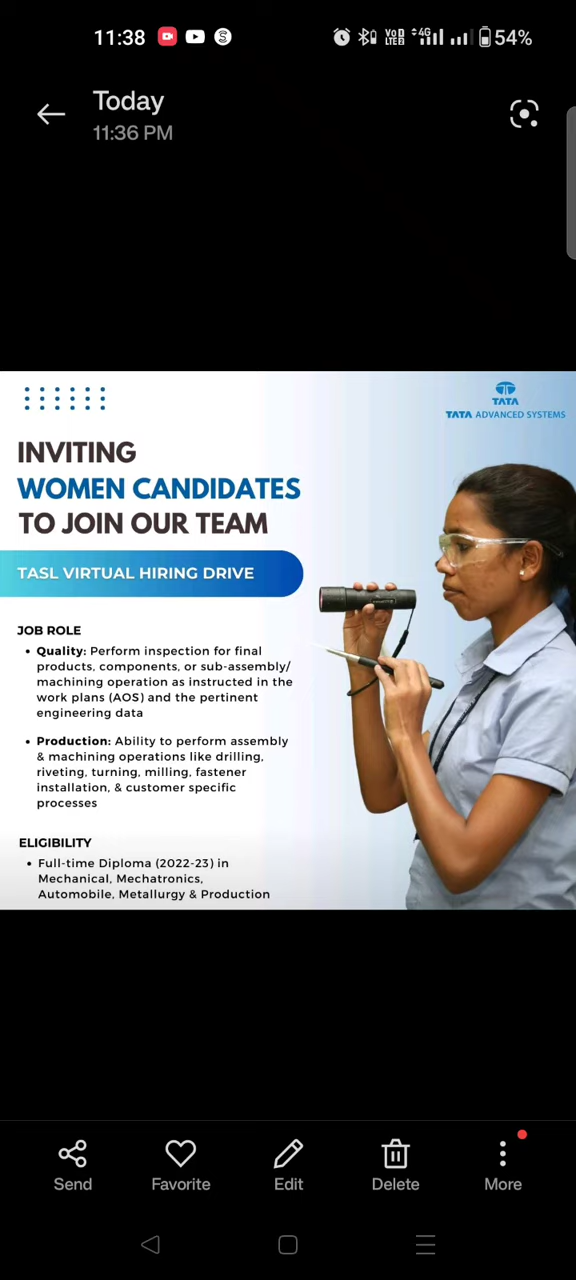 11:38
VoD LTE2 4G 54%
Today
11:36 PM
TATA
TATA ADVANCED SYSTEMS
INVITING
WOMEN CANDIDATES
TO JOIN OUR TEAM
TASL VIRTUAL HIRING DRIVE
JOB ROLE
• Quality: Perform inspection for final
products, components, or sub-assembly/
machining operation as instructed in the
work plans (AOS) and the pertinent
engineering data
• Production: Ability to perform assembly
& machining operations like drilling,
riveting, turning, milling, fastener
installation, & customer specific
processes
ELIGIBILITY
• Full-time Diploma (2022-23) in
Mechanical, Mechatronics,
Automobile, Metallurgy & Production
Send Favorite Edit Delete More